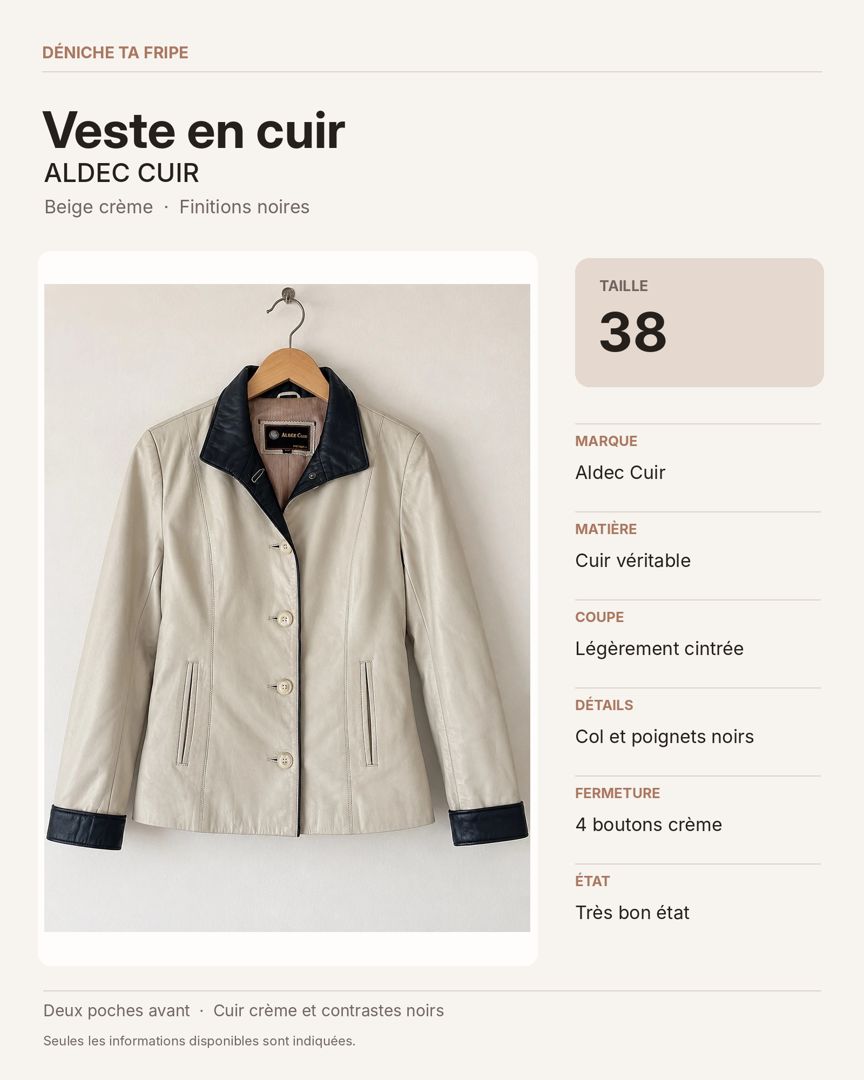 DÉNICHE TA FRIPE
Veste en cuir
ALDEC CUIR
Beige crème · Finitions noires
ALDEC CUIR
TAILLE
38
MARQUE
Aldec Cuir
MATIÈRE
Cuir véritable
COUPE
Légèrement cintrée
DÉTAILS
Col et poignets noirs
FERMETURE
4 boutons crème
ÉTAT
Très bon état
Deux poches avant · Cuir crème et contrastes noirs
Seules les informations disponibles sont indiquées.